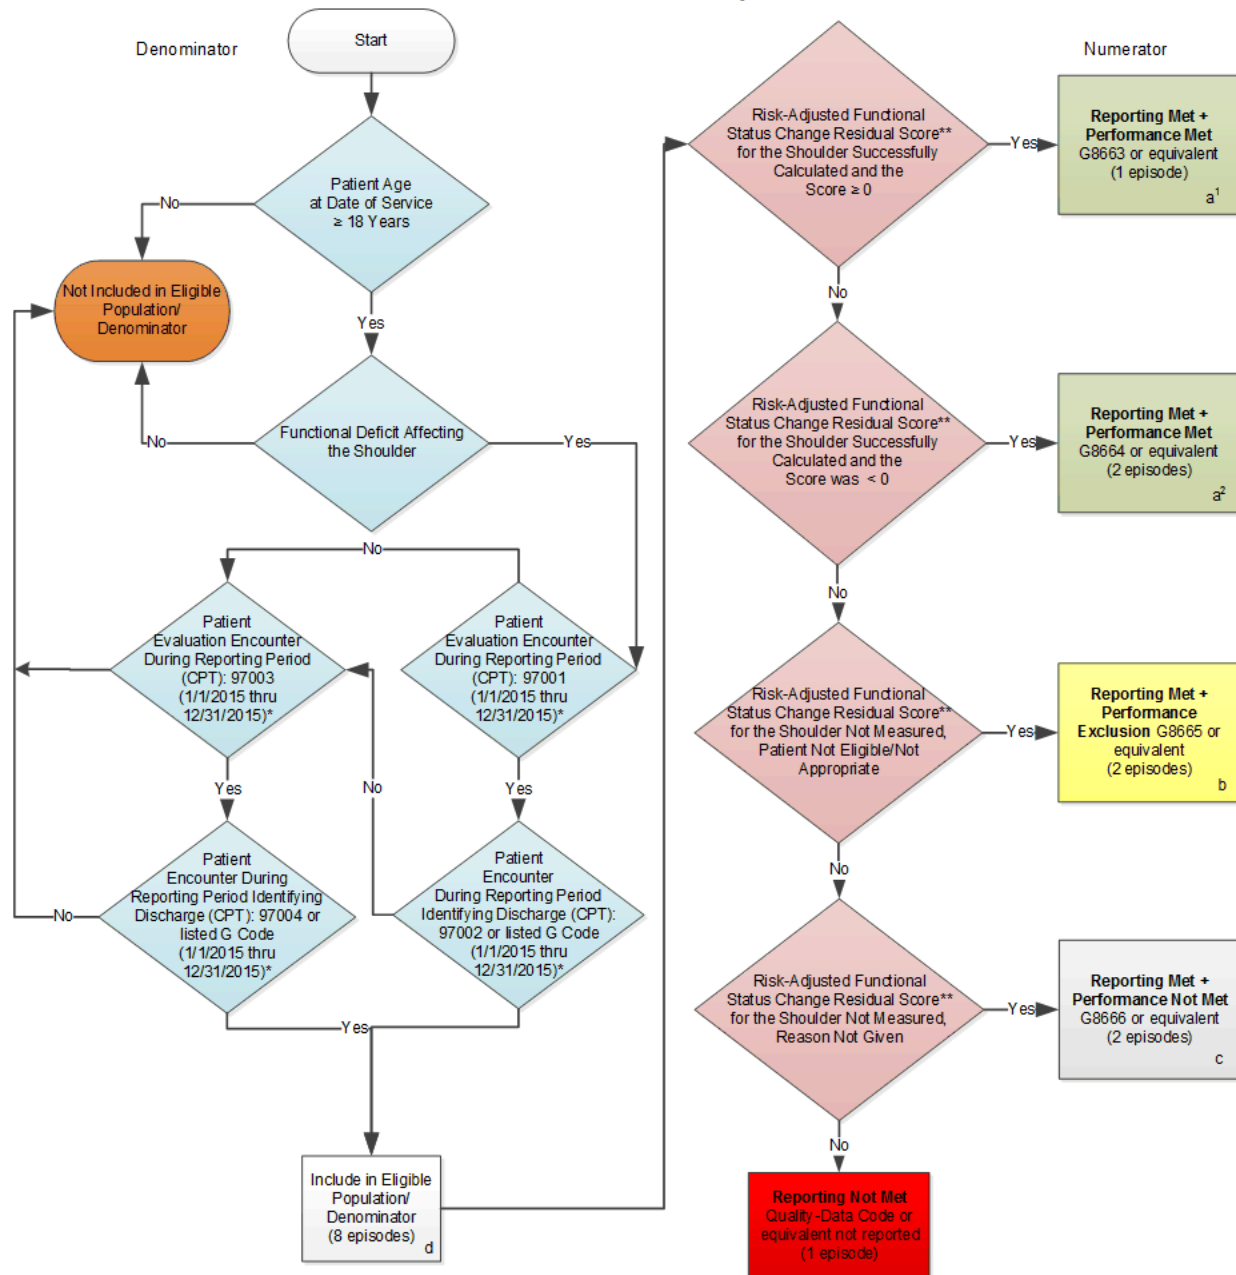 Denominator
Start
Patient Age
at Date of Service
≥ 18 Years
No
Not Included in Eligible
Population/
Denominator
Yes
Functional Deficit Affecting
the Shoulder
No
Yes
No
Patient
Evaluation Encounter
During Reporting Period
(CPT): 97003
(1/1/2015 thru
12/31/2015)*
Patient
Evaluation Encounter
During Reporting Period
(CPT): 97001
(1/1/2015 thru
12/31/2015)*
Yes
No
Yes
Patient
Encounter During
Reporting Period Identifying
Discharge (CPT): 97004 or
listed G Code
(1/1/2015 thru
12/31/2015)*
No
Patient
Encounter
During Reporting Period
Identifying Discharge (CPT):
97002 or listed G Code
(1/1/2015 thru
12/31/2015)*
Yes
Include in Eligible
Population/
Denominator
(8 episodes)
d
Numerator
Risk-Adjusted Functional
Status Change Residual Score**
for the Shoulder Successfully
Calculated and the
Score ≥ 0
Yes
Reporting Met +
Performance Met
G8663 or equivalent
(1 episode)
a¹
No
Risk-Adjusted Functional
Status Change Residual Score**
for the Shoulder Successfully
Calculated and the
Score was < 0
Yes
Reporting Met +
Performance Met
G8664 or equivalent
(2 episodes)
a²
No
Risk-Adjusted Functional
Status Change Residual Score**
for the Shoulder Not Measured,
Patient Not Eligible/Not
Appropriate
Yes
Reporting Met +
Performance
Exclusion G8665 or
equivalent
(2 episodes)
b
No
Risk-Adjusted Functional
Status Change Residual Score**
for the Shoulder Not Measured,
Reason Not Given
Yes
Reporting Met +
Performance Not Met
G8666 or equivalent
(2 episodes)
c
No
Reporting Not Met
Quality-Data Code or
equivalent not reported
(1 episode)